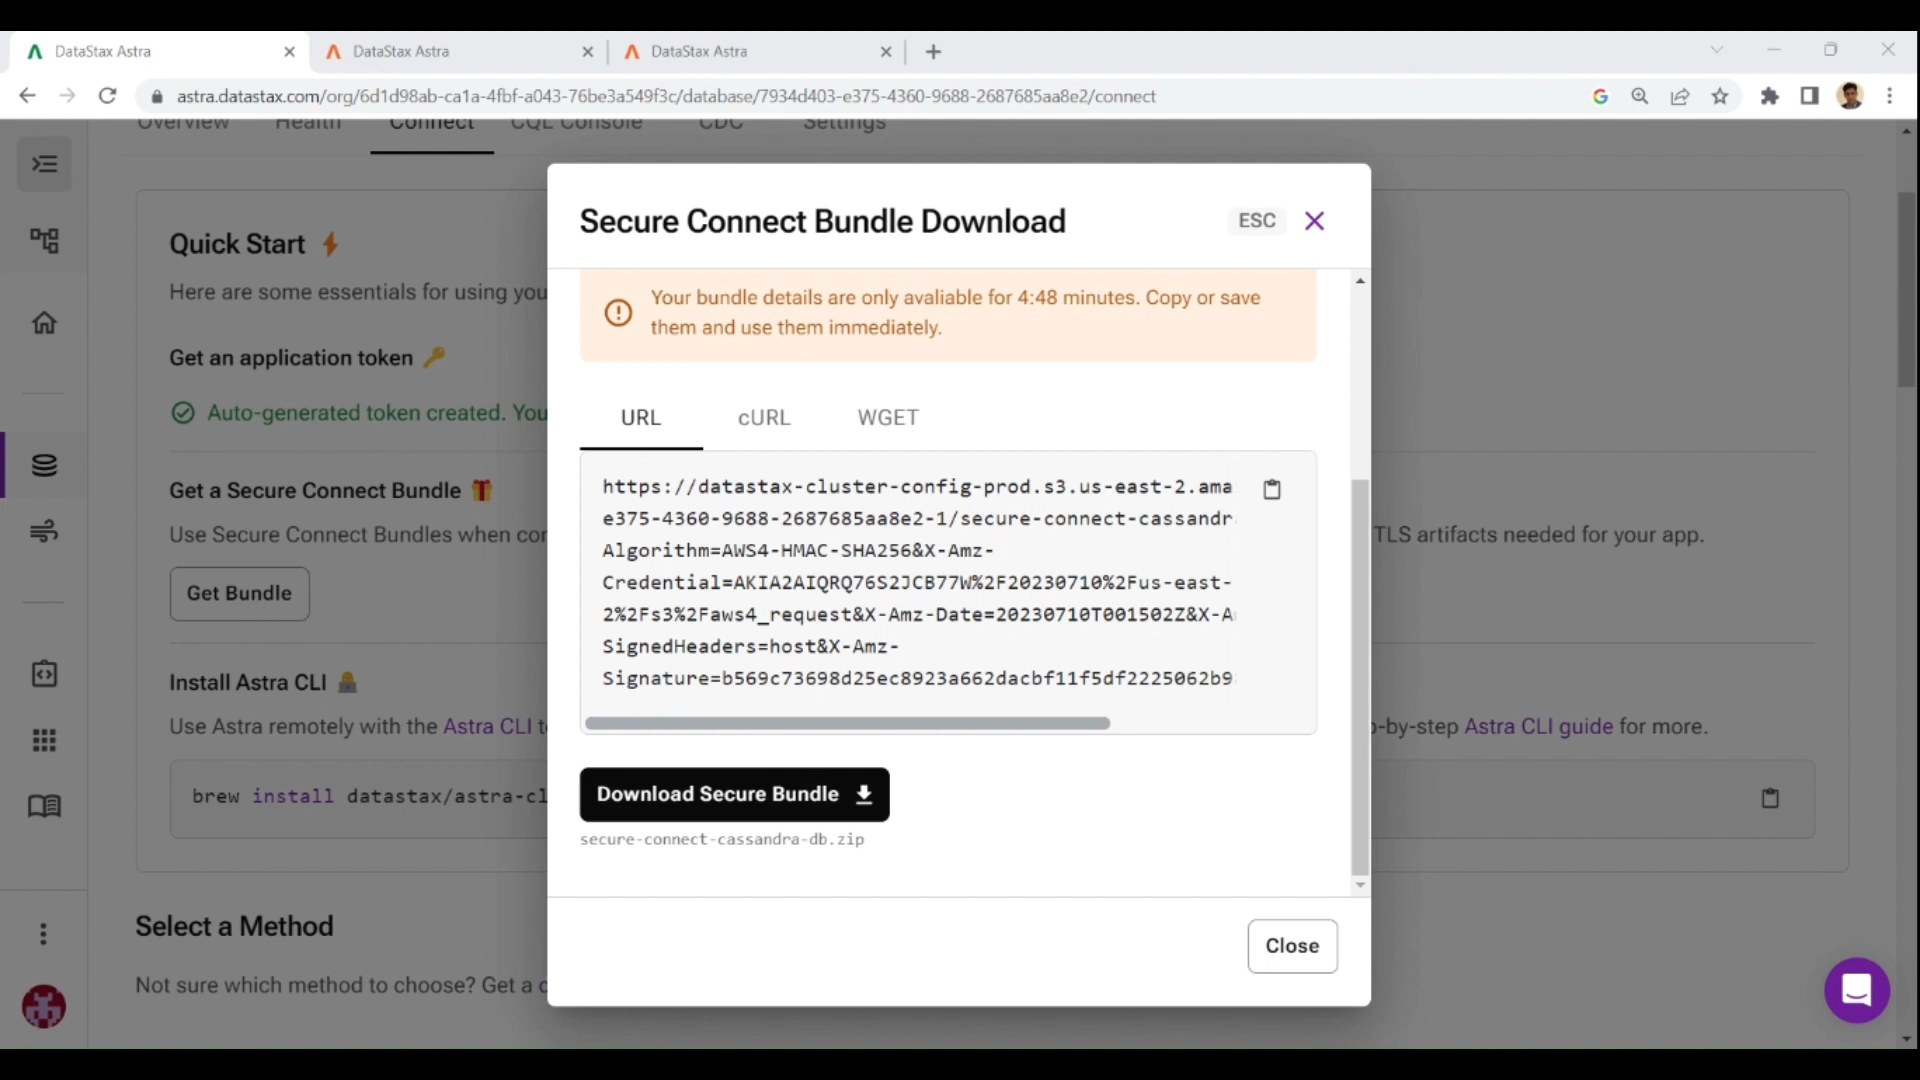 DataStax Astra
DataStax Astra
DataStax Astra
astra.datastax.com/org/6d1d98ab-ca1a-4fbf-a043-76be3a549f3c/database/7934d403-e375-4360-9688-2687685aa8e2/connect
Overview Health Connect CQL Console CDC Settings
Quick Start
Here are some essentials for using you
Get an application token
Auto-generated token created. You
Get a Secure Connect Bundle
Use Secure Connect Bundles when cor
TLS artifacts needed for your app.
Get Bundle
Install Astra CLI
Use Astra remotely with the Astra CLI t
-by-step Astra CLI guide for more.
brew install datastax/astra-cl
Select a Method
Not sure which method to choose? Get a
Secure Connect Bundle Download
ESC
Your bundle details are only avaliable for 4:48 minutes. Copy or save
them and use them immediately.
URL cURL WGET
https://datastax-cluster-config-prod.s3.us-east-2.ama
e375-4360-9688-2687685aa8e2-1/secure-connect-cassandr
Algorithm=AWS4-HMAC-SHA256&X-Amz-
Credential=AKIA2AIQRQ76S2JCB77W%2F20230710%2Fus-east-
2%2Fs3%2Faws4_request&X-Amz-Date=20230710T001502Z&X-A
SignedHeaders=host&X-Amz-
Signature=b569c73698d25ec8923a662dacbf11f5df2225062b9
Download Secure Bundle
secure-connect-cassandra-db.zip
Close